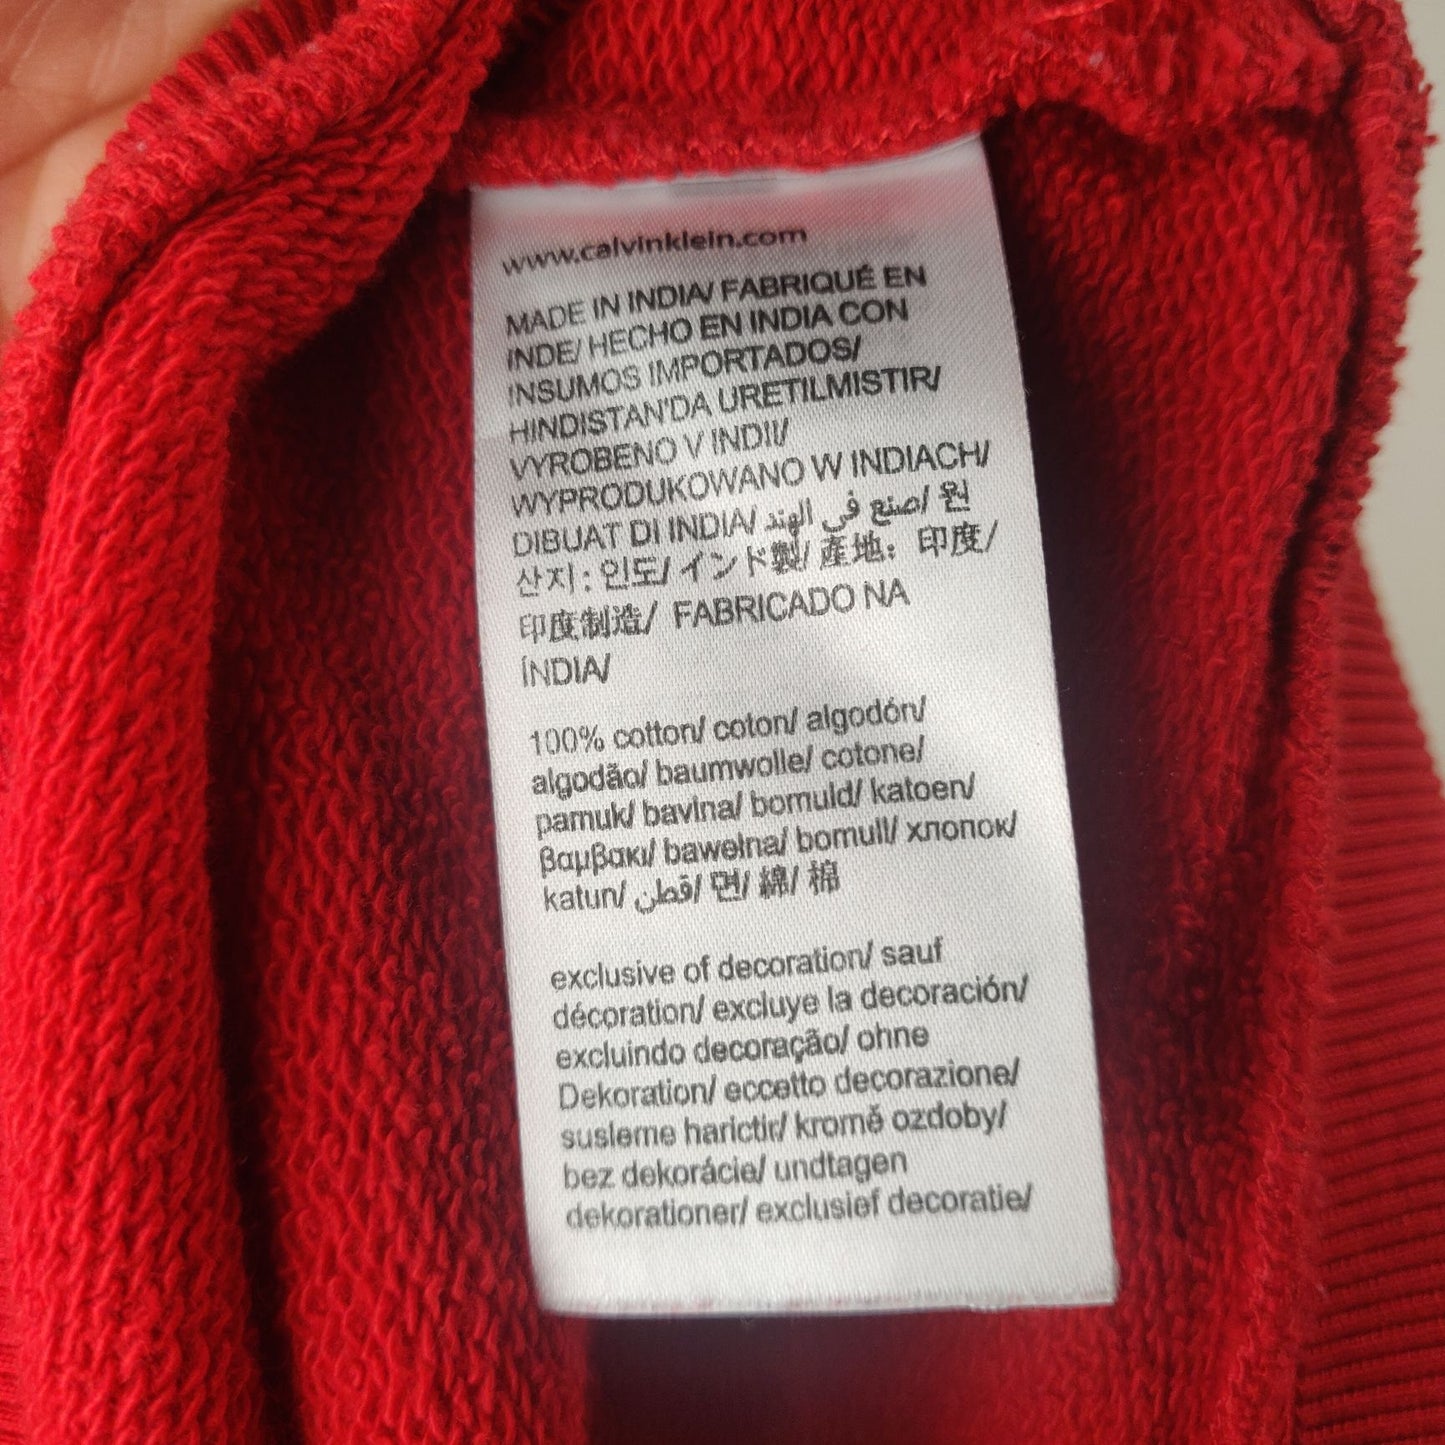 www.calvinklein.com
MADE IN INDIA/ FABRIQUÉ EN
INDE/ HECHO EN INDIA CON
INSUMOS IMPORTADOS/
HINDISTAN'DA URETILMISTIR/
VYROBENO V INDII/
WYPRODUKOWANO W INDIACH/
DIBUAT DI INDIA/ صنع في الهند/ 원
산지 : 인도/ インド製/ 產地: 印度/
印度制造/ FABRICADO NA
ÍNDIA/
100% cotton/ coton/ algodón/
algodão/ baumwolle/ cotone/
pamuk/ bavlna/ bomuld/ katoen/
βαμβακι/ bawełna/ bomull/ хлопок/
katun/ قطن/ 면/ 綿/ 棉
exclusive of decoration/ sauf
décoration/ excluye la decoración/
excluindo decoração/ ohne
Dekoration/ eccetto decorazione/
susleme harictir/ kromě ozdoby/
bez dekorácie/ undtagen
dekorationer/ exclusief decoratie/